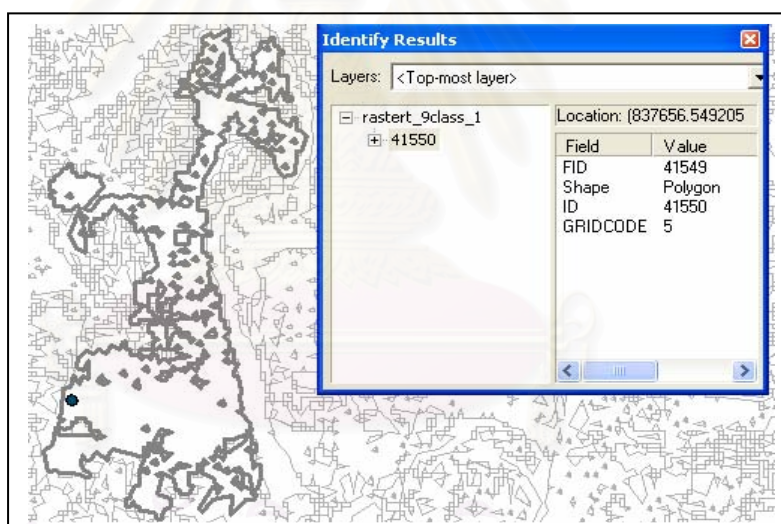 Identify Results
Layers: <Top-most layer>
rastert_9class_1
41550
Location: (837656.549205
Field Value
FID 41549
Shape Polygon
ID 41550
GRIDCODE 5